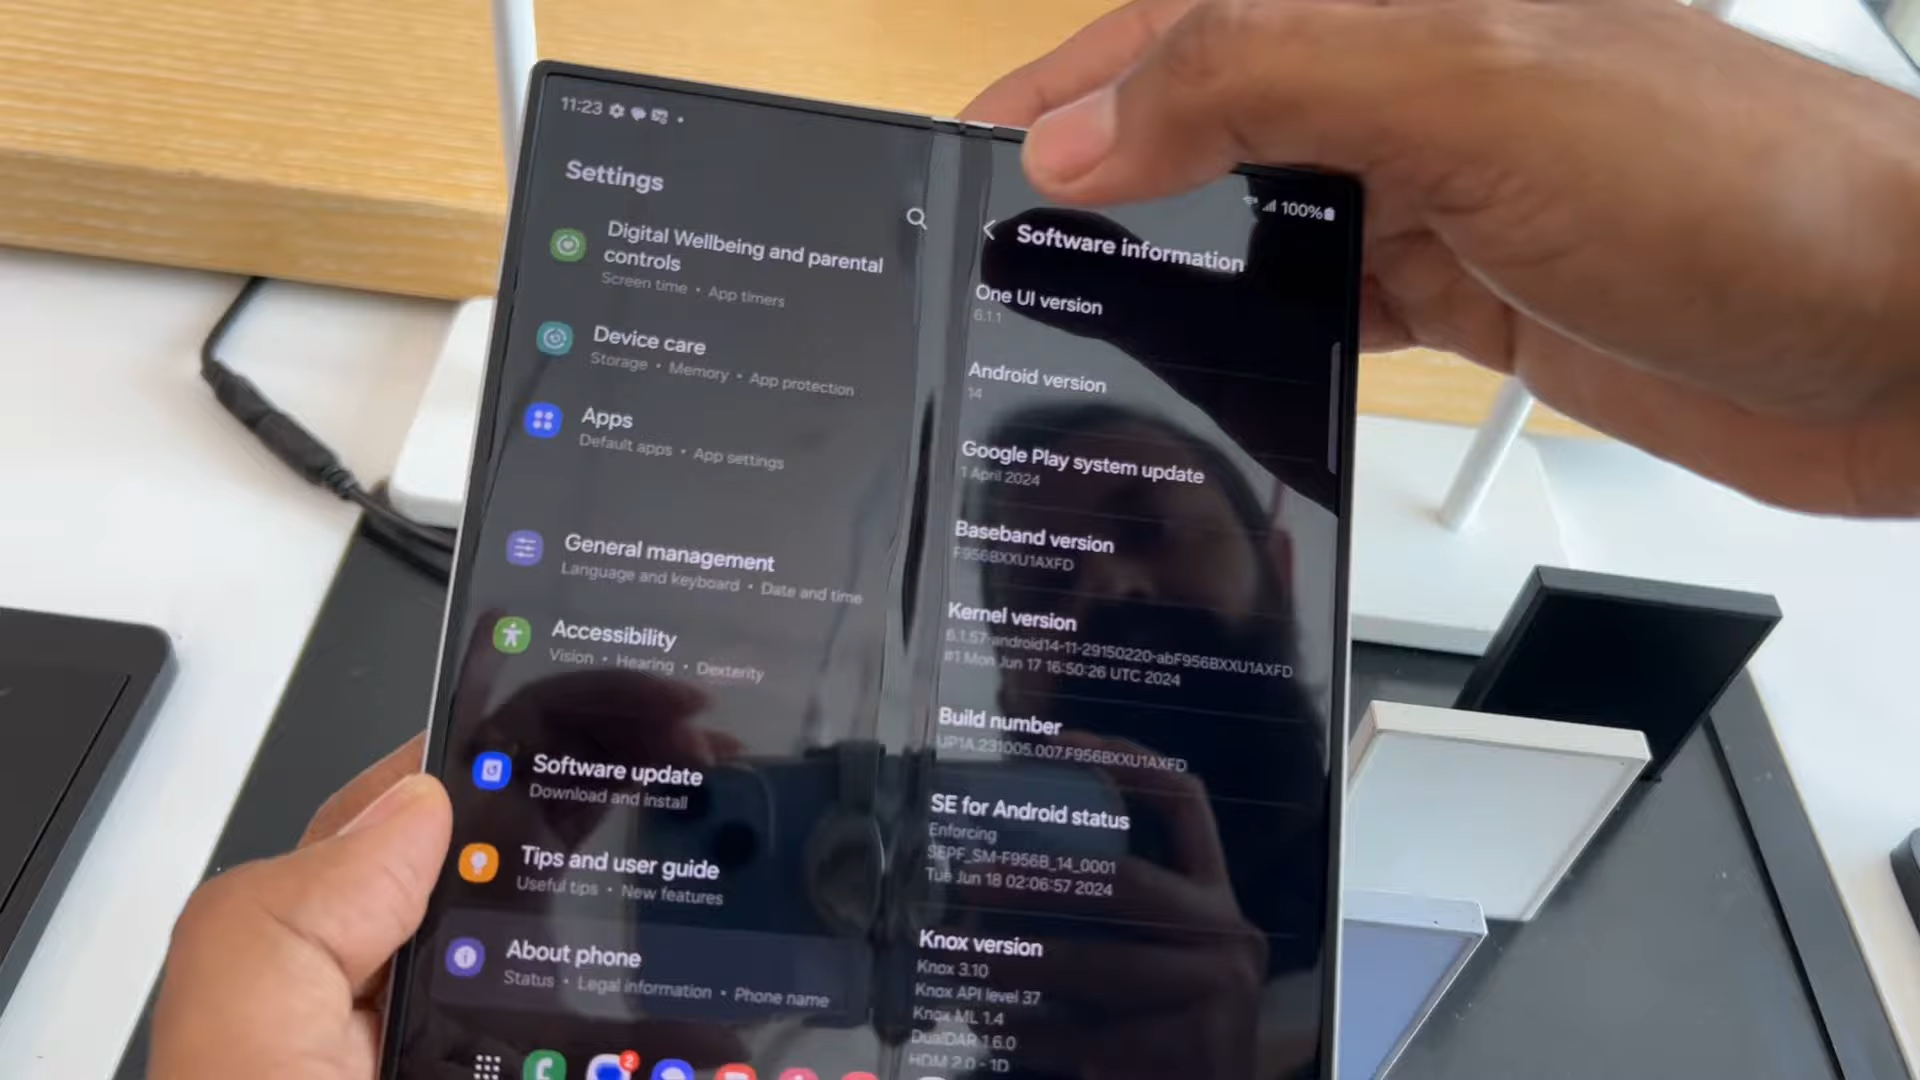 11:23
Settings
Digital Wellbeing and parental
controls
Screen time • App timers
Device care
Storage • Memory • App protection
Apps
Default apps • App settings
General management
Language and keyboard • Date and time
Accessibility
Vision • Hearing • Dexterity
Software update
Download and install
Tips and user guide
Useful tips • New features
About phone
Status • Legal information • Phone name
2
100%
Software information
One UI version
6.1.1
Android version
14
Google Play system update
1 April 2024
Baseband version
F956BXXU1AXFD
Kernel version
6.1.57-android14-11-29150220-abF956BXXU1AXFD
#1 Mon Jun 17 16:50:26 UTC 2024
Build number
UP1A.231005.007.F956BXXU1AXFD
SE for Android status
Enforcing
SEPF_SM-F956B_14_0001
Tue Jun 18 02:06:57 2024
Knox version
Knox 3.10
Knox API level 37
Knox ML 1.4
DualDAR 1.6.0
HDM 2.0 - 1D